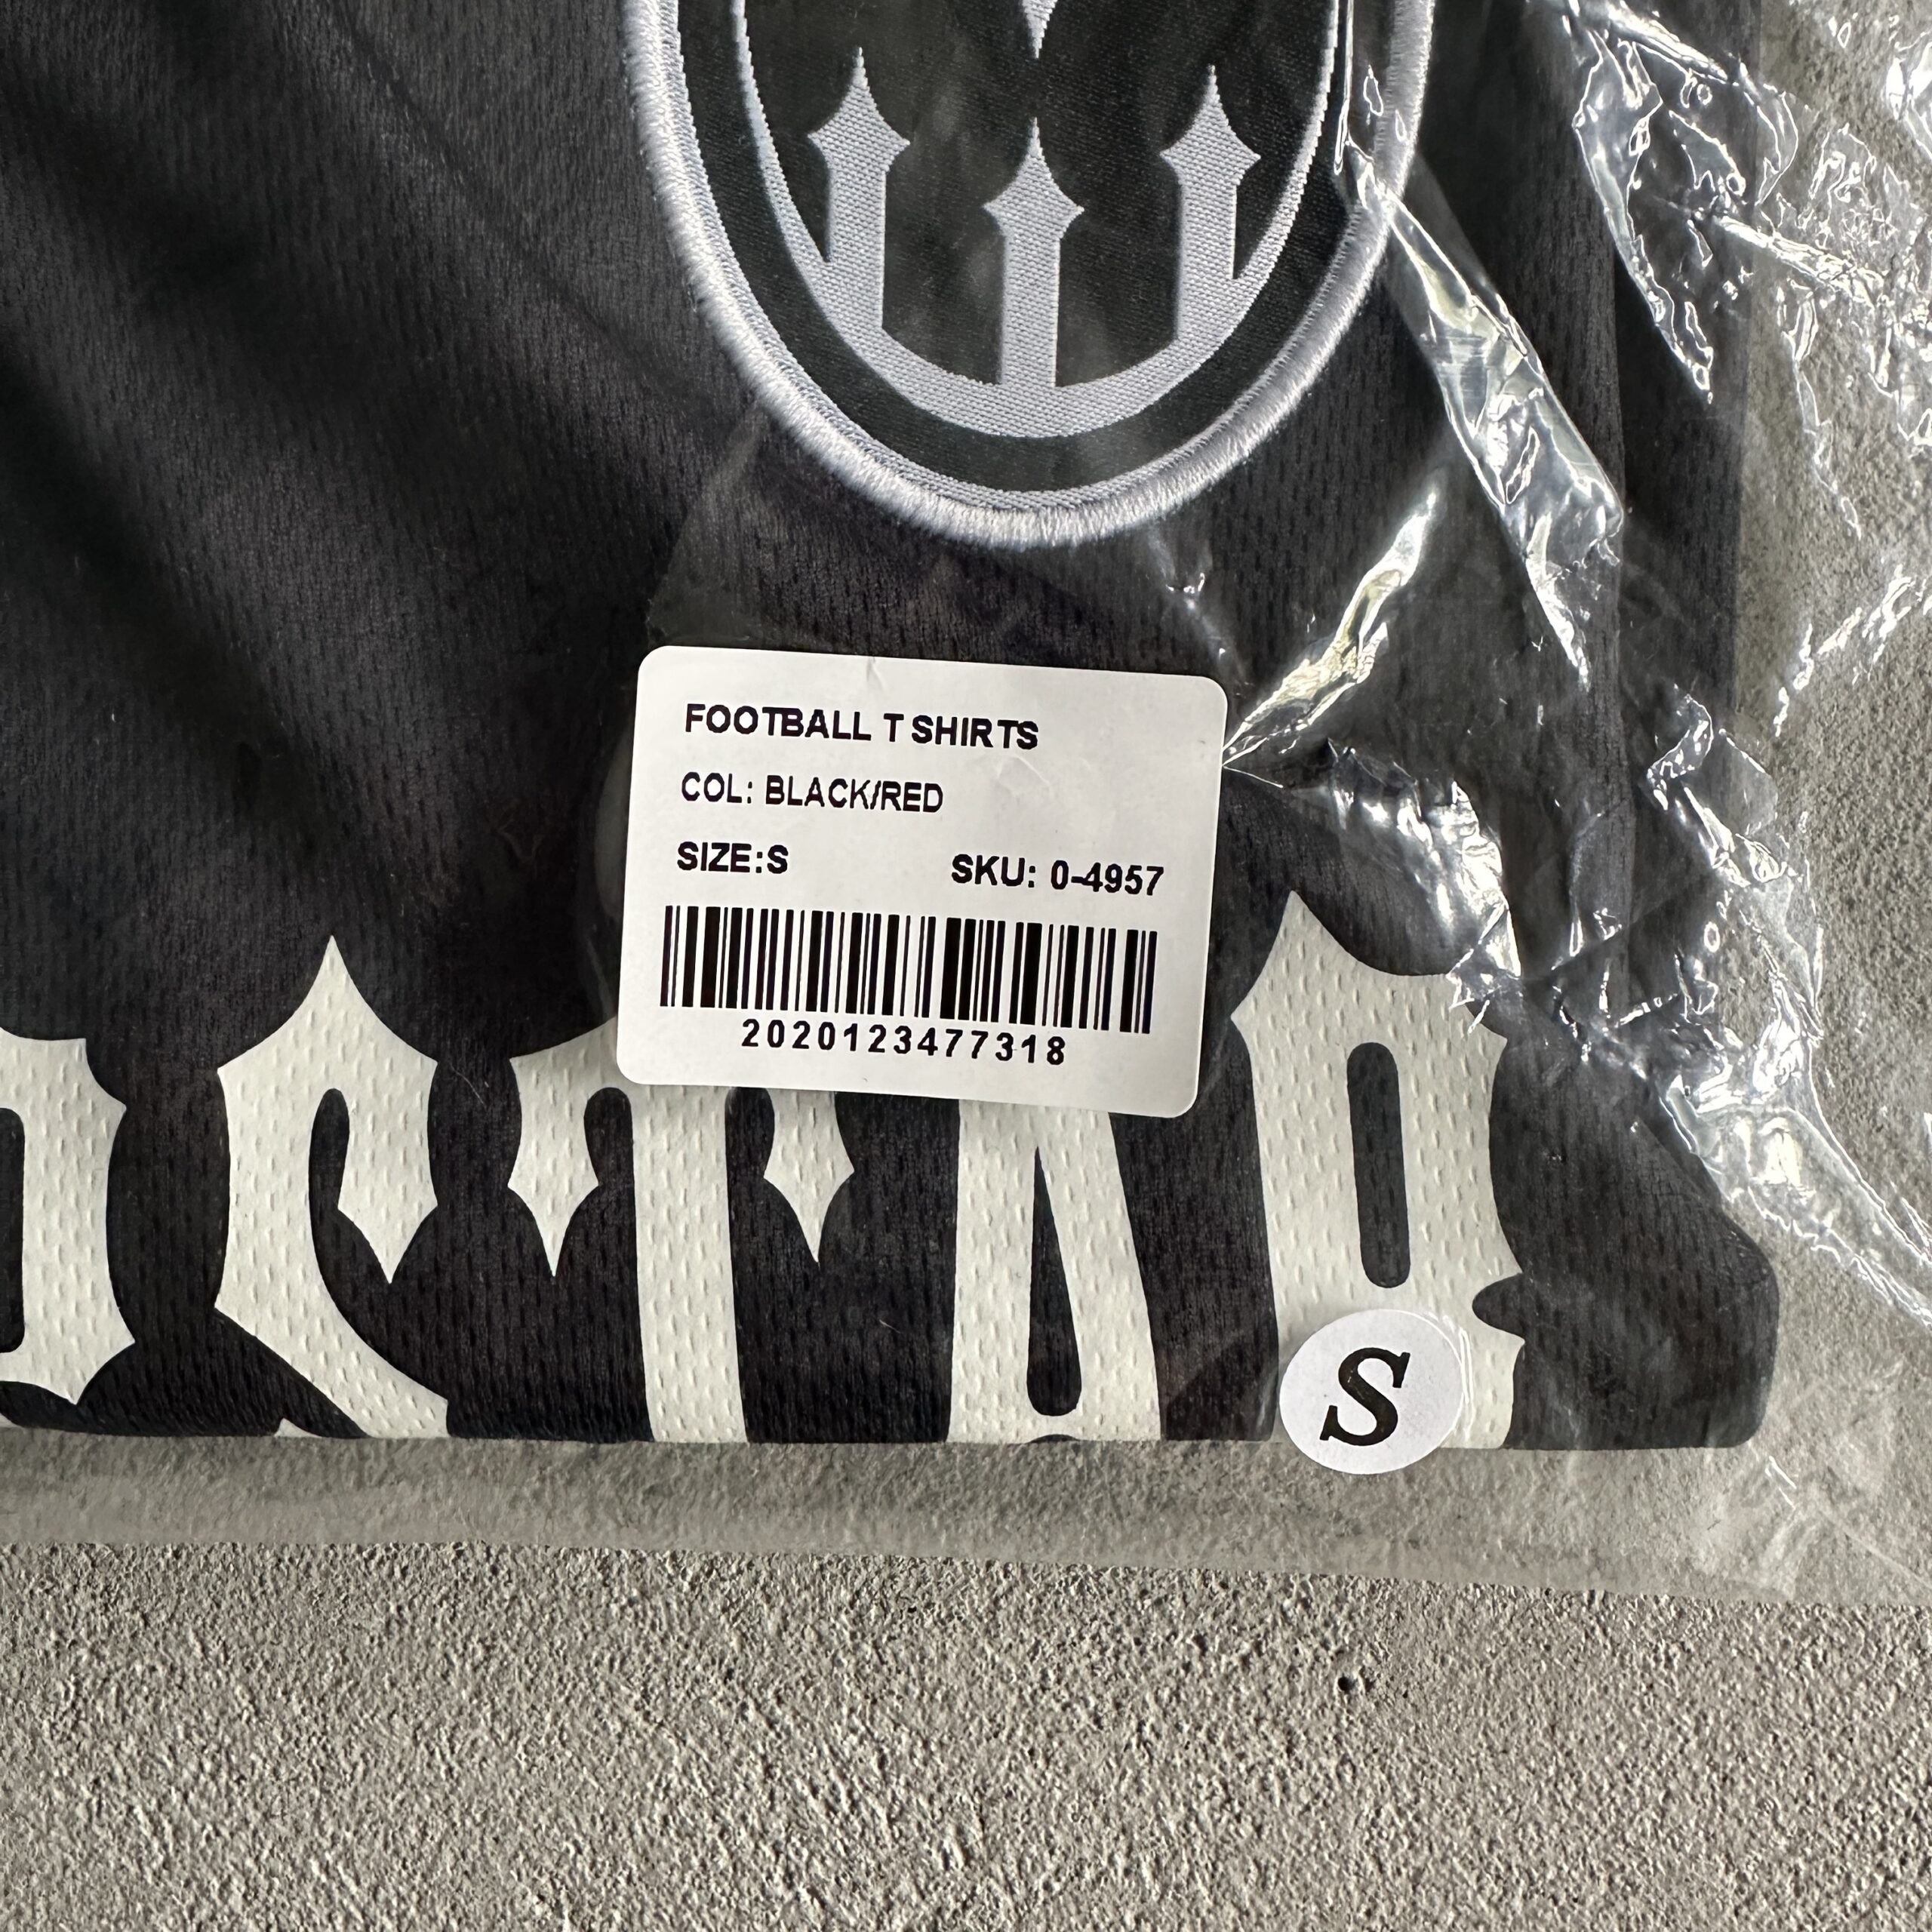 FOOTBALL T SHIRTS
COL: BLACK/RED
SIZE:S SKU: 0-4957
2020123477318
S